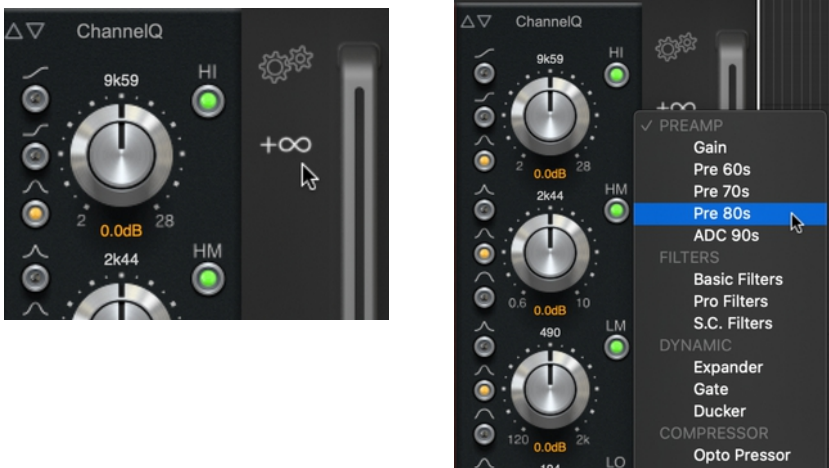 ChannelQ
HI
9k59
+∞
2
28
0.0dB
HM
2k44
ChannelQ
HI
9k59
+∞
2
28
0.0dB
HM
2k44
0.6
10
0.0dB
LM
490
120
2k
0.0dB
LO
✓ PREAMP
Gain
Pre 60s
Pre 70s
Pre 80s
ADC 90s
FILTERS
Basic Filters
Pro Filters
S.C. Filters
DYNAMIC
Expander
Gate
Ducker
COMPRESSOR
Opto Pressor